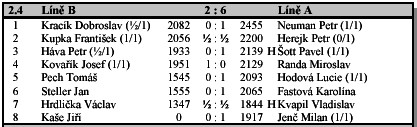 2.4 Líně B 2 : 6 Líně A
1 Kracík Dobroslav (½/1) 2082 0 : 1 2455 Neuman Petr (1/1)
2 Kupka František (1/1) 2056 ½ : ½ 2200 Herejk Petr (0/1)
3 Háva Petr (½/1) 1933 0 : 1 2139 H Šott Pavel (1/1)
4 Kovařík Josef (1/1) 1951 1 : 0 2129 Randa Miroslav
5 Pech Tomáš 1545 0 : 1 2093 Hodová Lucie (1/1)
6 Steller Jan 1555 0 : 1 2065 Fastová Karolína
7 Hrdlička Václav 1347 ½ : ½ 1844 H Kvapil Vladislav
8 Kaše Jiří 0 0 : 1 1917 Jenč Milan (1/1)